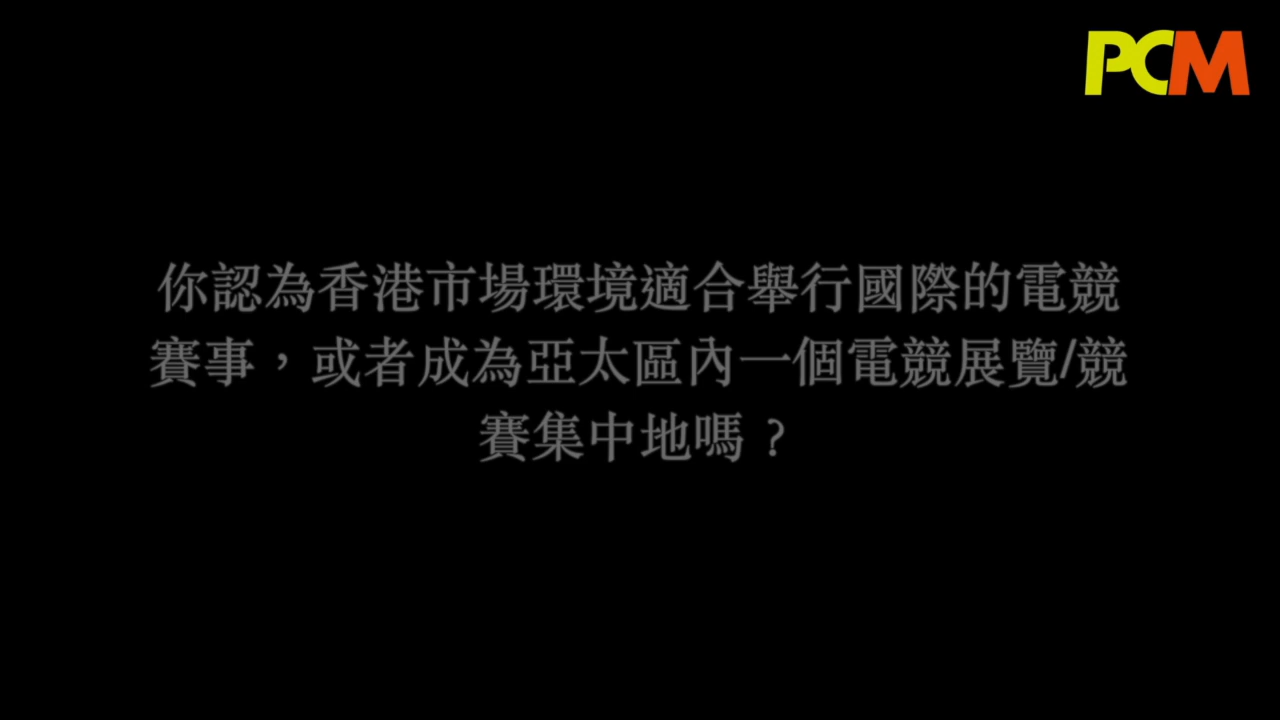 PCM
你認為香港市場環境適合舉行國際的電競
賽事，或者成為亞太區內一個電競展覽/競
賽集中地嗎？